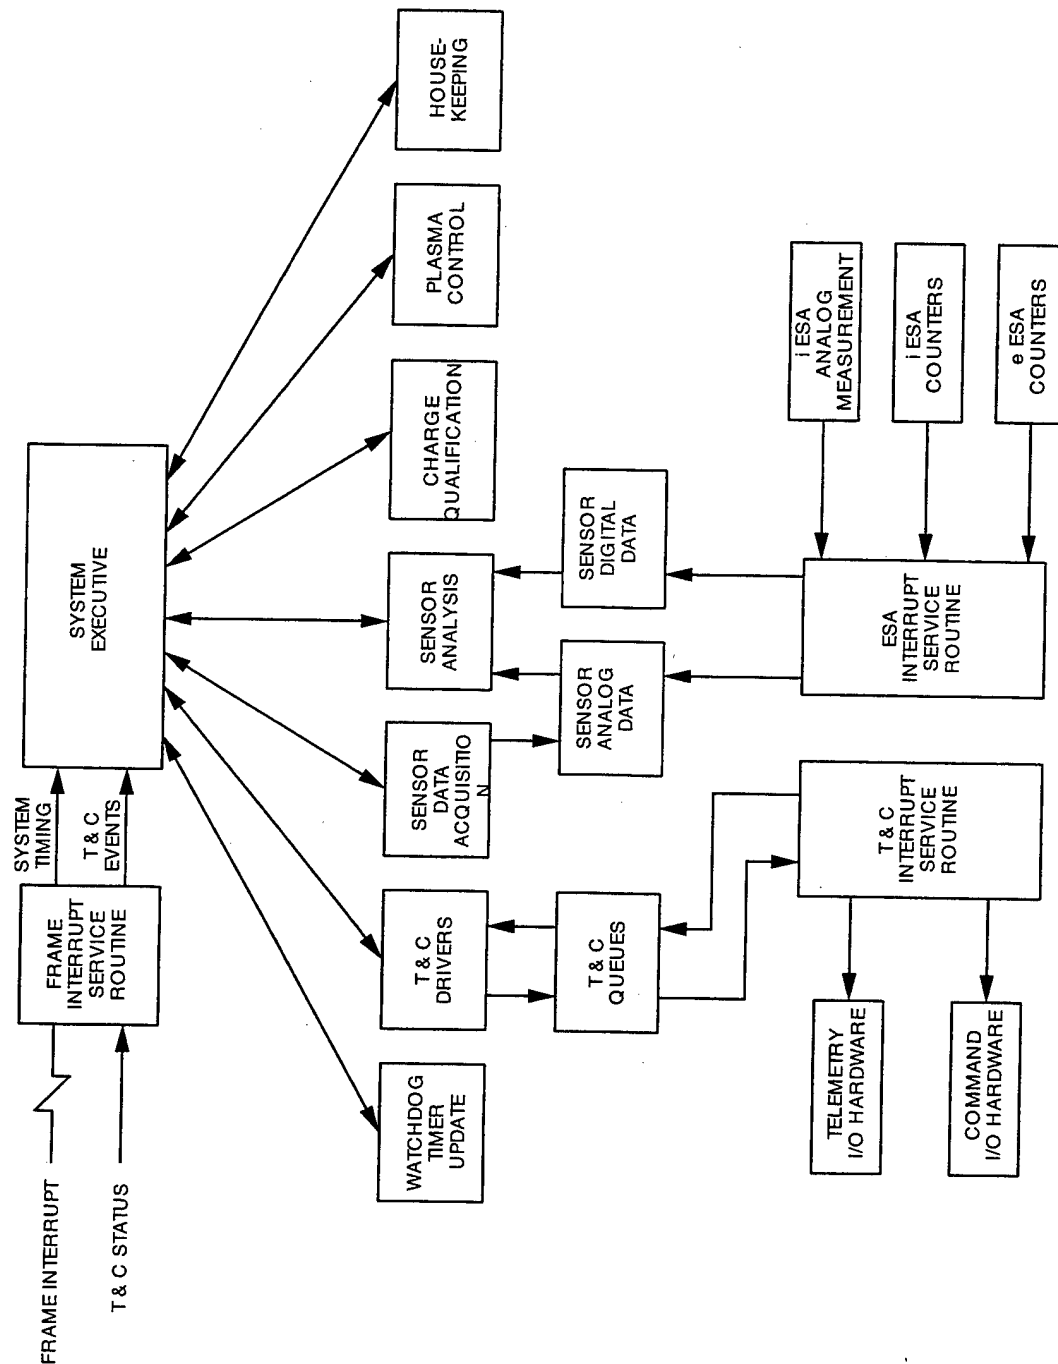 FRAME INTERRUPT
T & C STATUS
FRAME
INTERRUPT
SERVICE
ROUTINE
SYSTEM
TIMING
T & C
EVENTS
SYSTEM
EXECUTIVE
WATCHDOG
TIMER
UPDATE
T & C
DRIVERS
SENSOR
DATA
ACQUISITIO
N
SENSOR
ANALYSIS
CHARGE
QUALIFICATION
PLASMA
CONTROL
HOUSE-
KEEPING
T & C
QUEUES
SENSOR
ANALOG
DATA
SENSOR
DIGITAL
DATA
TELEMETRY
I/O HARDWARE
COMMAND
I/O HARDWARE
T & C
INTERRUPT
SERVICE
ROUTINE
ESA
INTERRUPT
SERVICE
ROUTINE
i ESA
ANALOG
MEASUREMENT
i ESA
COUNTERS
e ESA
COUNTERS